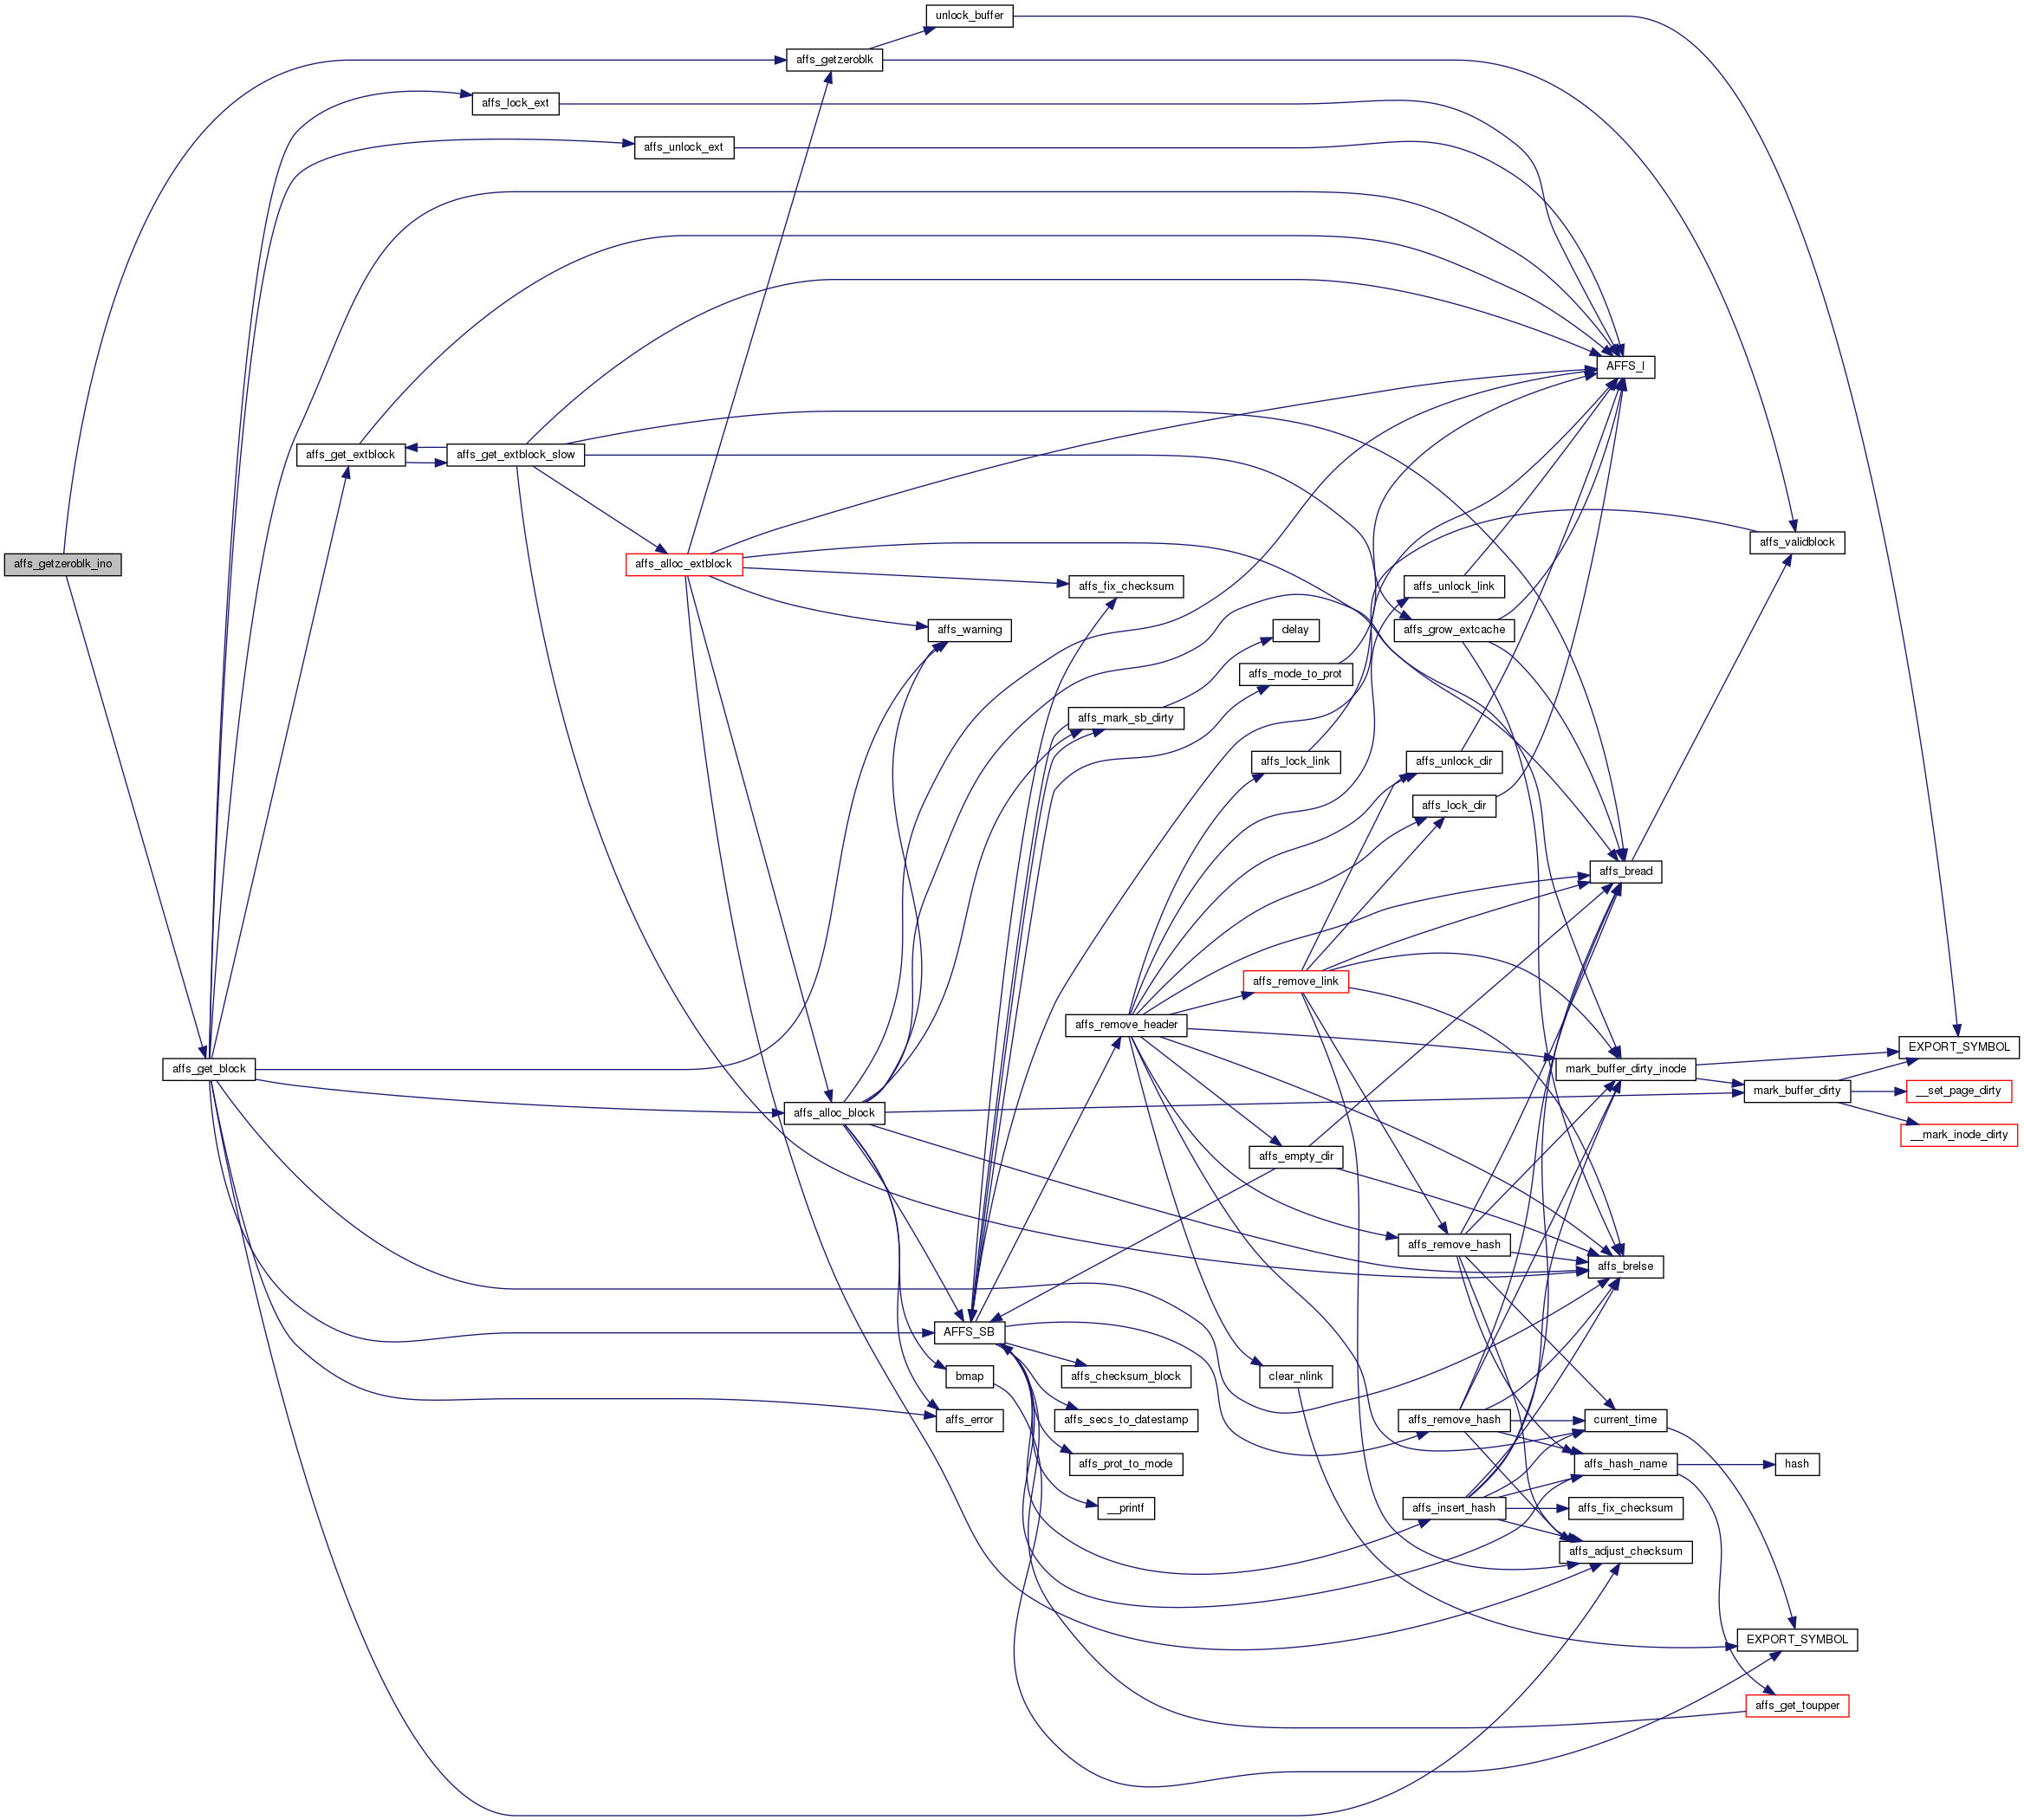 unlock_buffer
affs_getzeroblk
affs_lock_ext
affs_unlock_ext
AFFS_I
affs_get_extblock
affs_get_extblock_slow
affs_validblock
affs_getzeroblk_ino
affs_alloc_extblock
affs_fix_checksum
affs_unlock_link
affs_warning
delay
affs_grow_extcache
affs_mode_to_prot
affs_mark_sb_dirty
affs_lock_link
affs_unlock_dir
affs_lock_dir
affs_bread
affs_remove_link
affs_remove_header
EXPORT_SYMBOL
affs_get_block
mark_buffer_dirty_inode
mark_buffer_dirty
__set_page_dirty
affs_alloc_block
__mark_inode_dirty
affs_empty_dir
affs_remove_hash
affs_brelse
AFFS_SB
bmap
affs_checksum_block
clear_nlink
affs_error
affs_secs_to_datestamp
affs_remove_hash
current_time
affs_prot_to_mode
affs_hash_name
hash
__printf
affs_insert_hash
affs_fix_checksum
affs_adjust_checksum
EXPORT_SYMBOL
affs_get_toupper